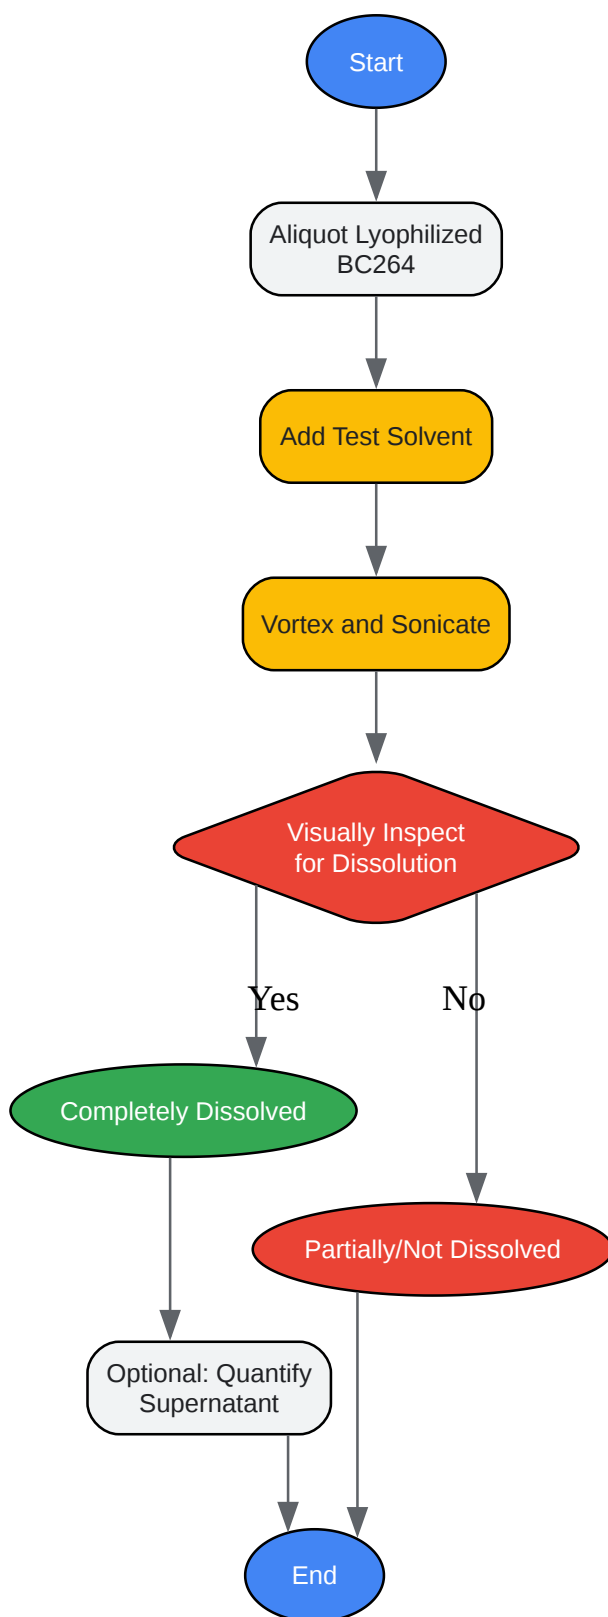 Start
Aliquot Lyophilized
BC264
Add Test Solvent
Vortex and Sonicate
Visually Inspect
for Dissolution
Yes
No
Completely Dissolved
Partially/Not Dissolved
Optional: Quantify
Supernatant
End